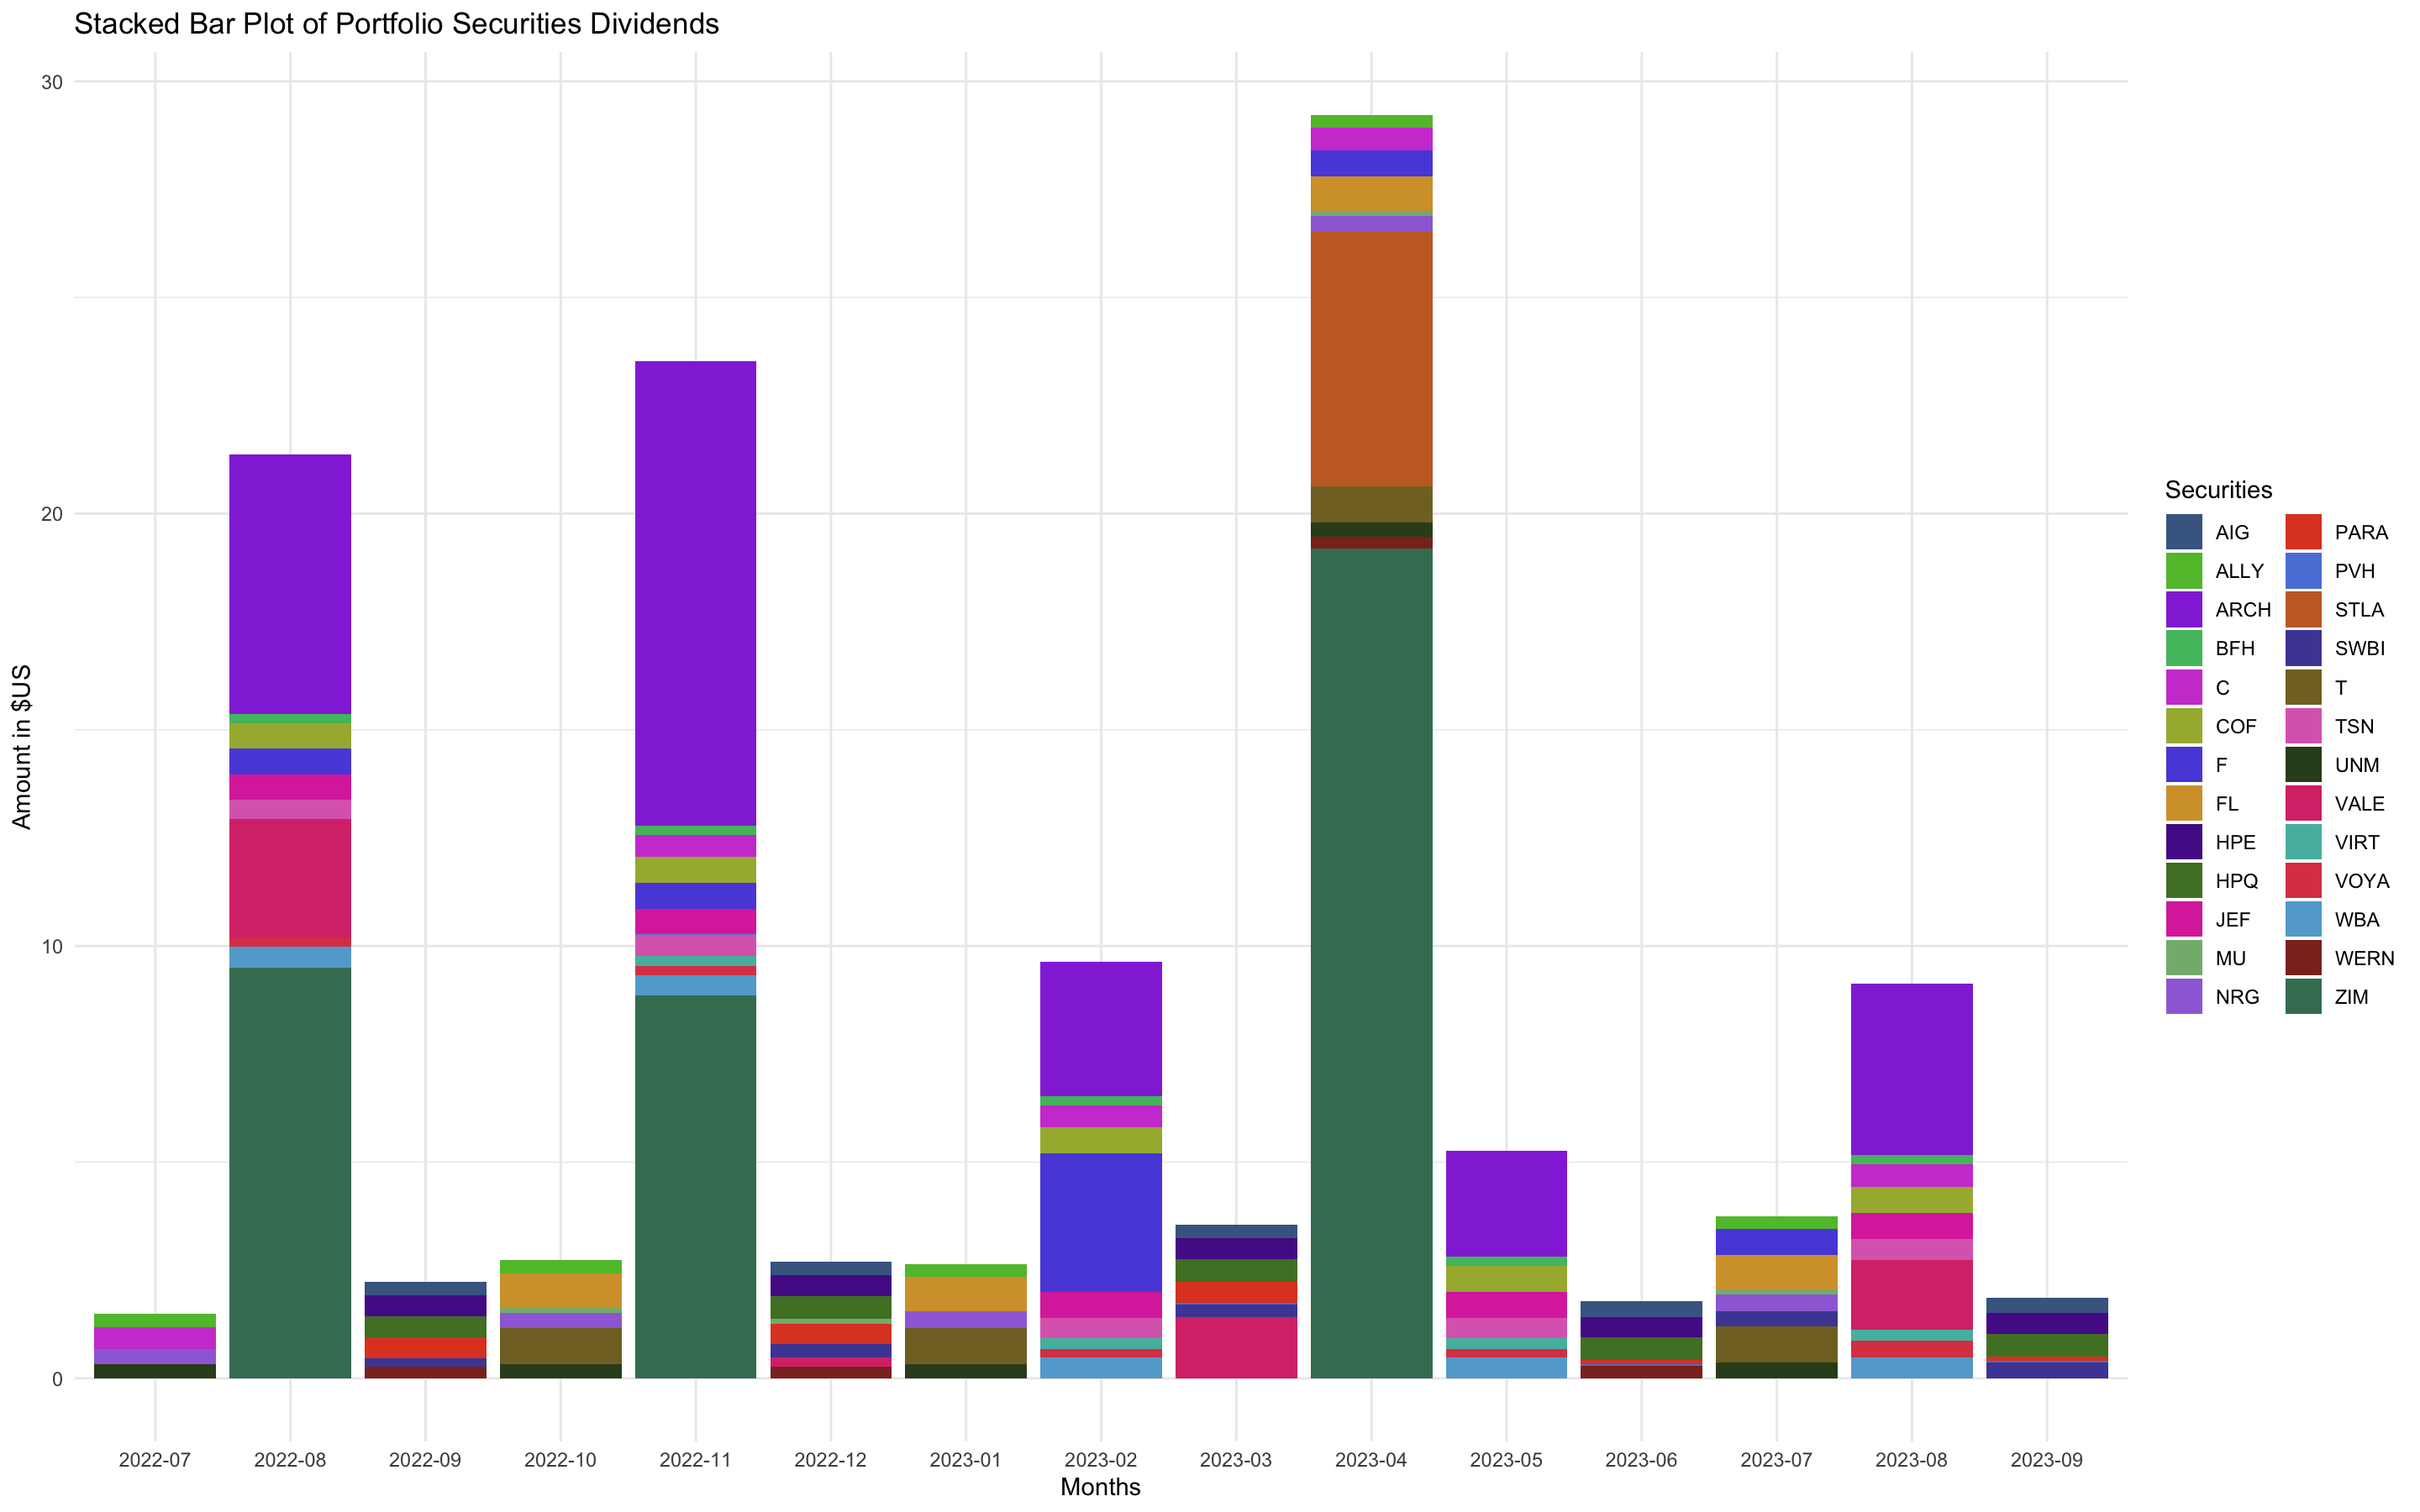 Stacked Bar Plot of Portfolio Securities Dividends
30
20
10
0
Amount in $US
2022-07 2022-08 2022-09 2022-10 2022-11 2022-12 2023-01 2023-02 2023-03 2023-04 2023-05 2023-06 2023-07 2023-08 2023-09
Months
Securities
AIG PARA
ALLY PVH
ARCH STLA
BFH SWBI
C T
COF TSN
F UNM
FL VALE
HPE VIRT
HPQ VOYA
JEF WBA
MU WERN
NRG ZIM